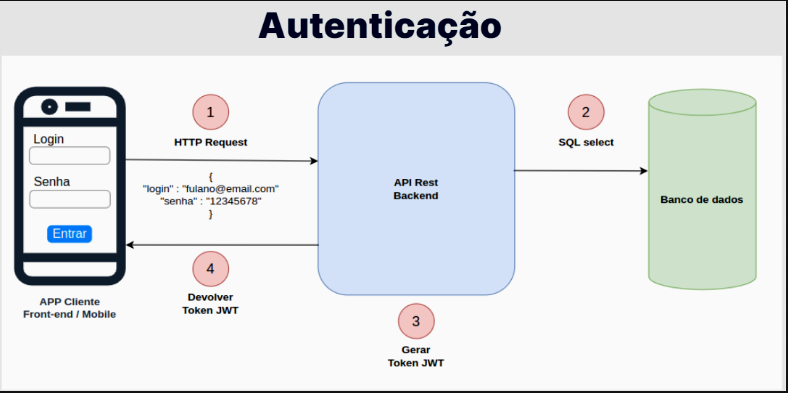 Autenticação
Login
Senha
Entrar
APP Cliente
Front-end / Mobile
1
HTTP Request
{
"login" : "fulano@email.com"
"senha" : "12345678"
}
4
Devolver
Token JWT
API Rest
Backend
3
Gerar
Token JWT
2
SQL select
Banco de dados